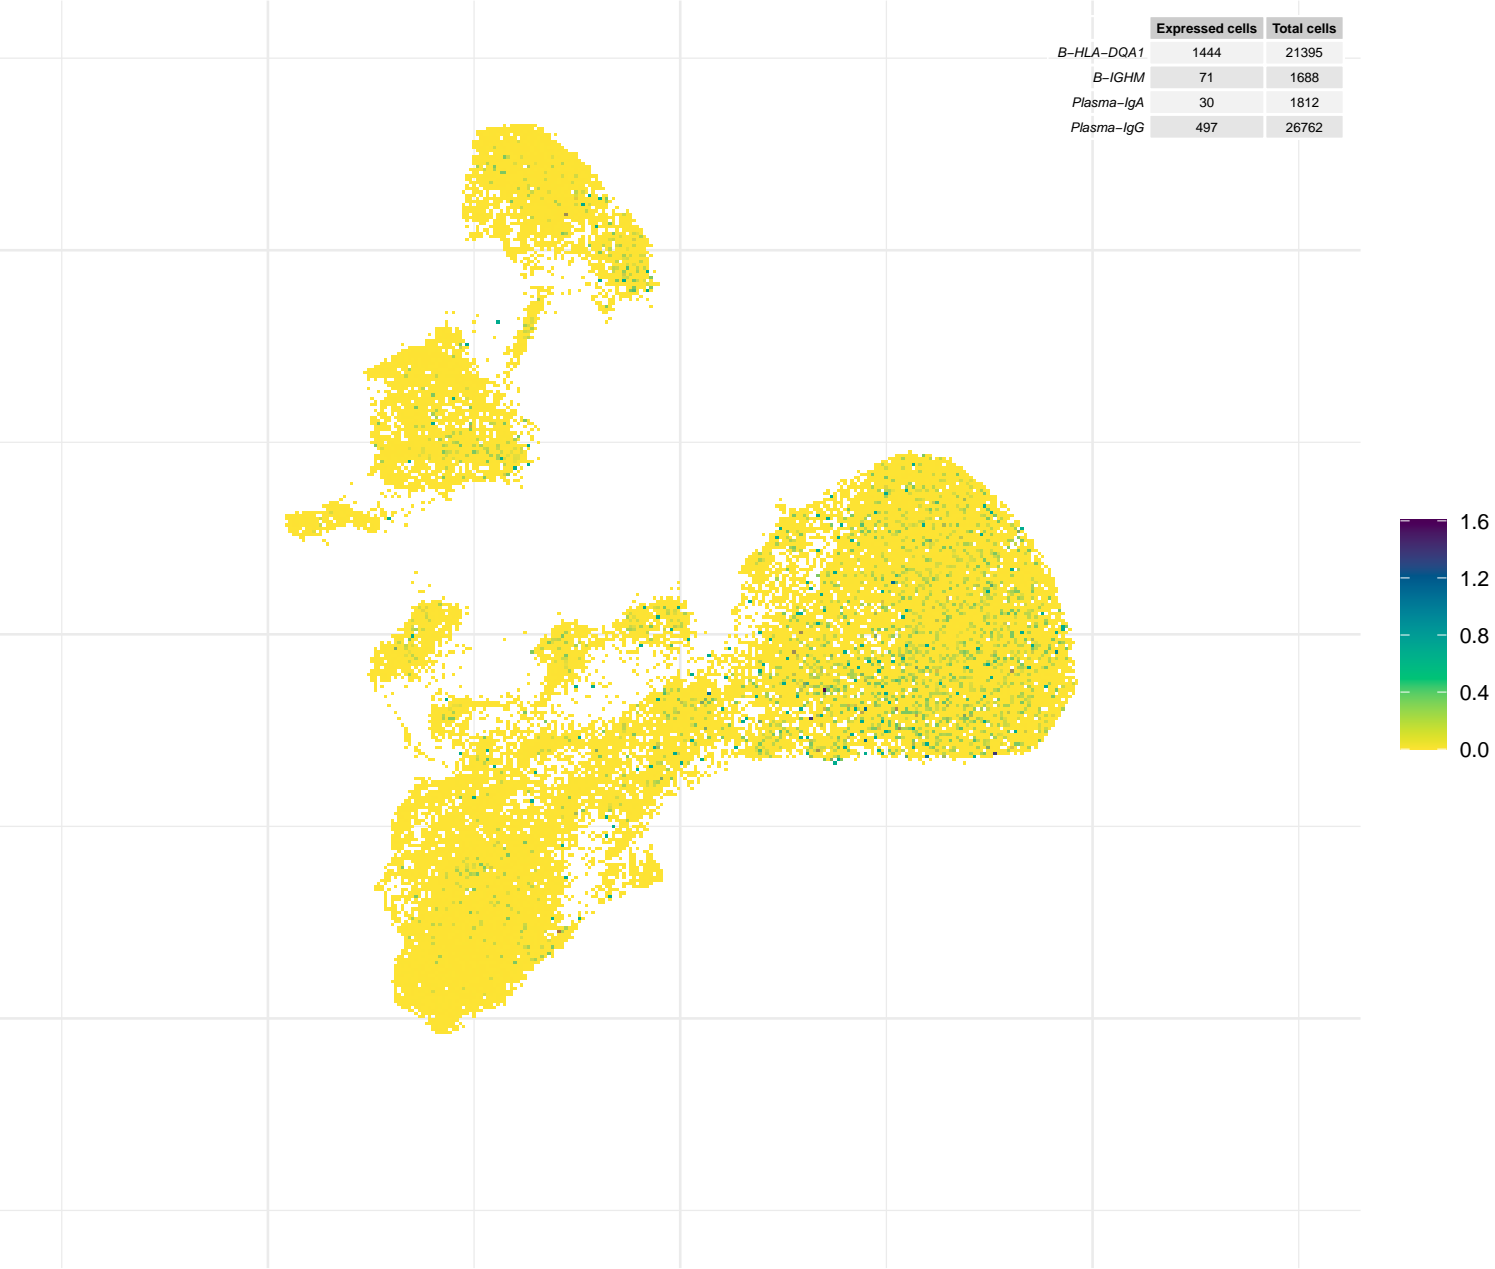 Expressed cells Total cells
B−HLA−DQA1 1444 21395
B−IGHM 71 1688
Plasma−IgA 30 1812
Plasma−IgG 497 26762
1.6
1.2
0.8
0.4
0.0